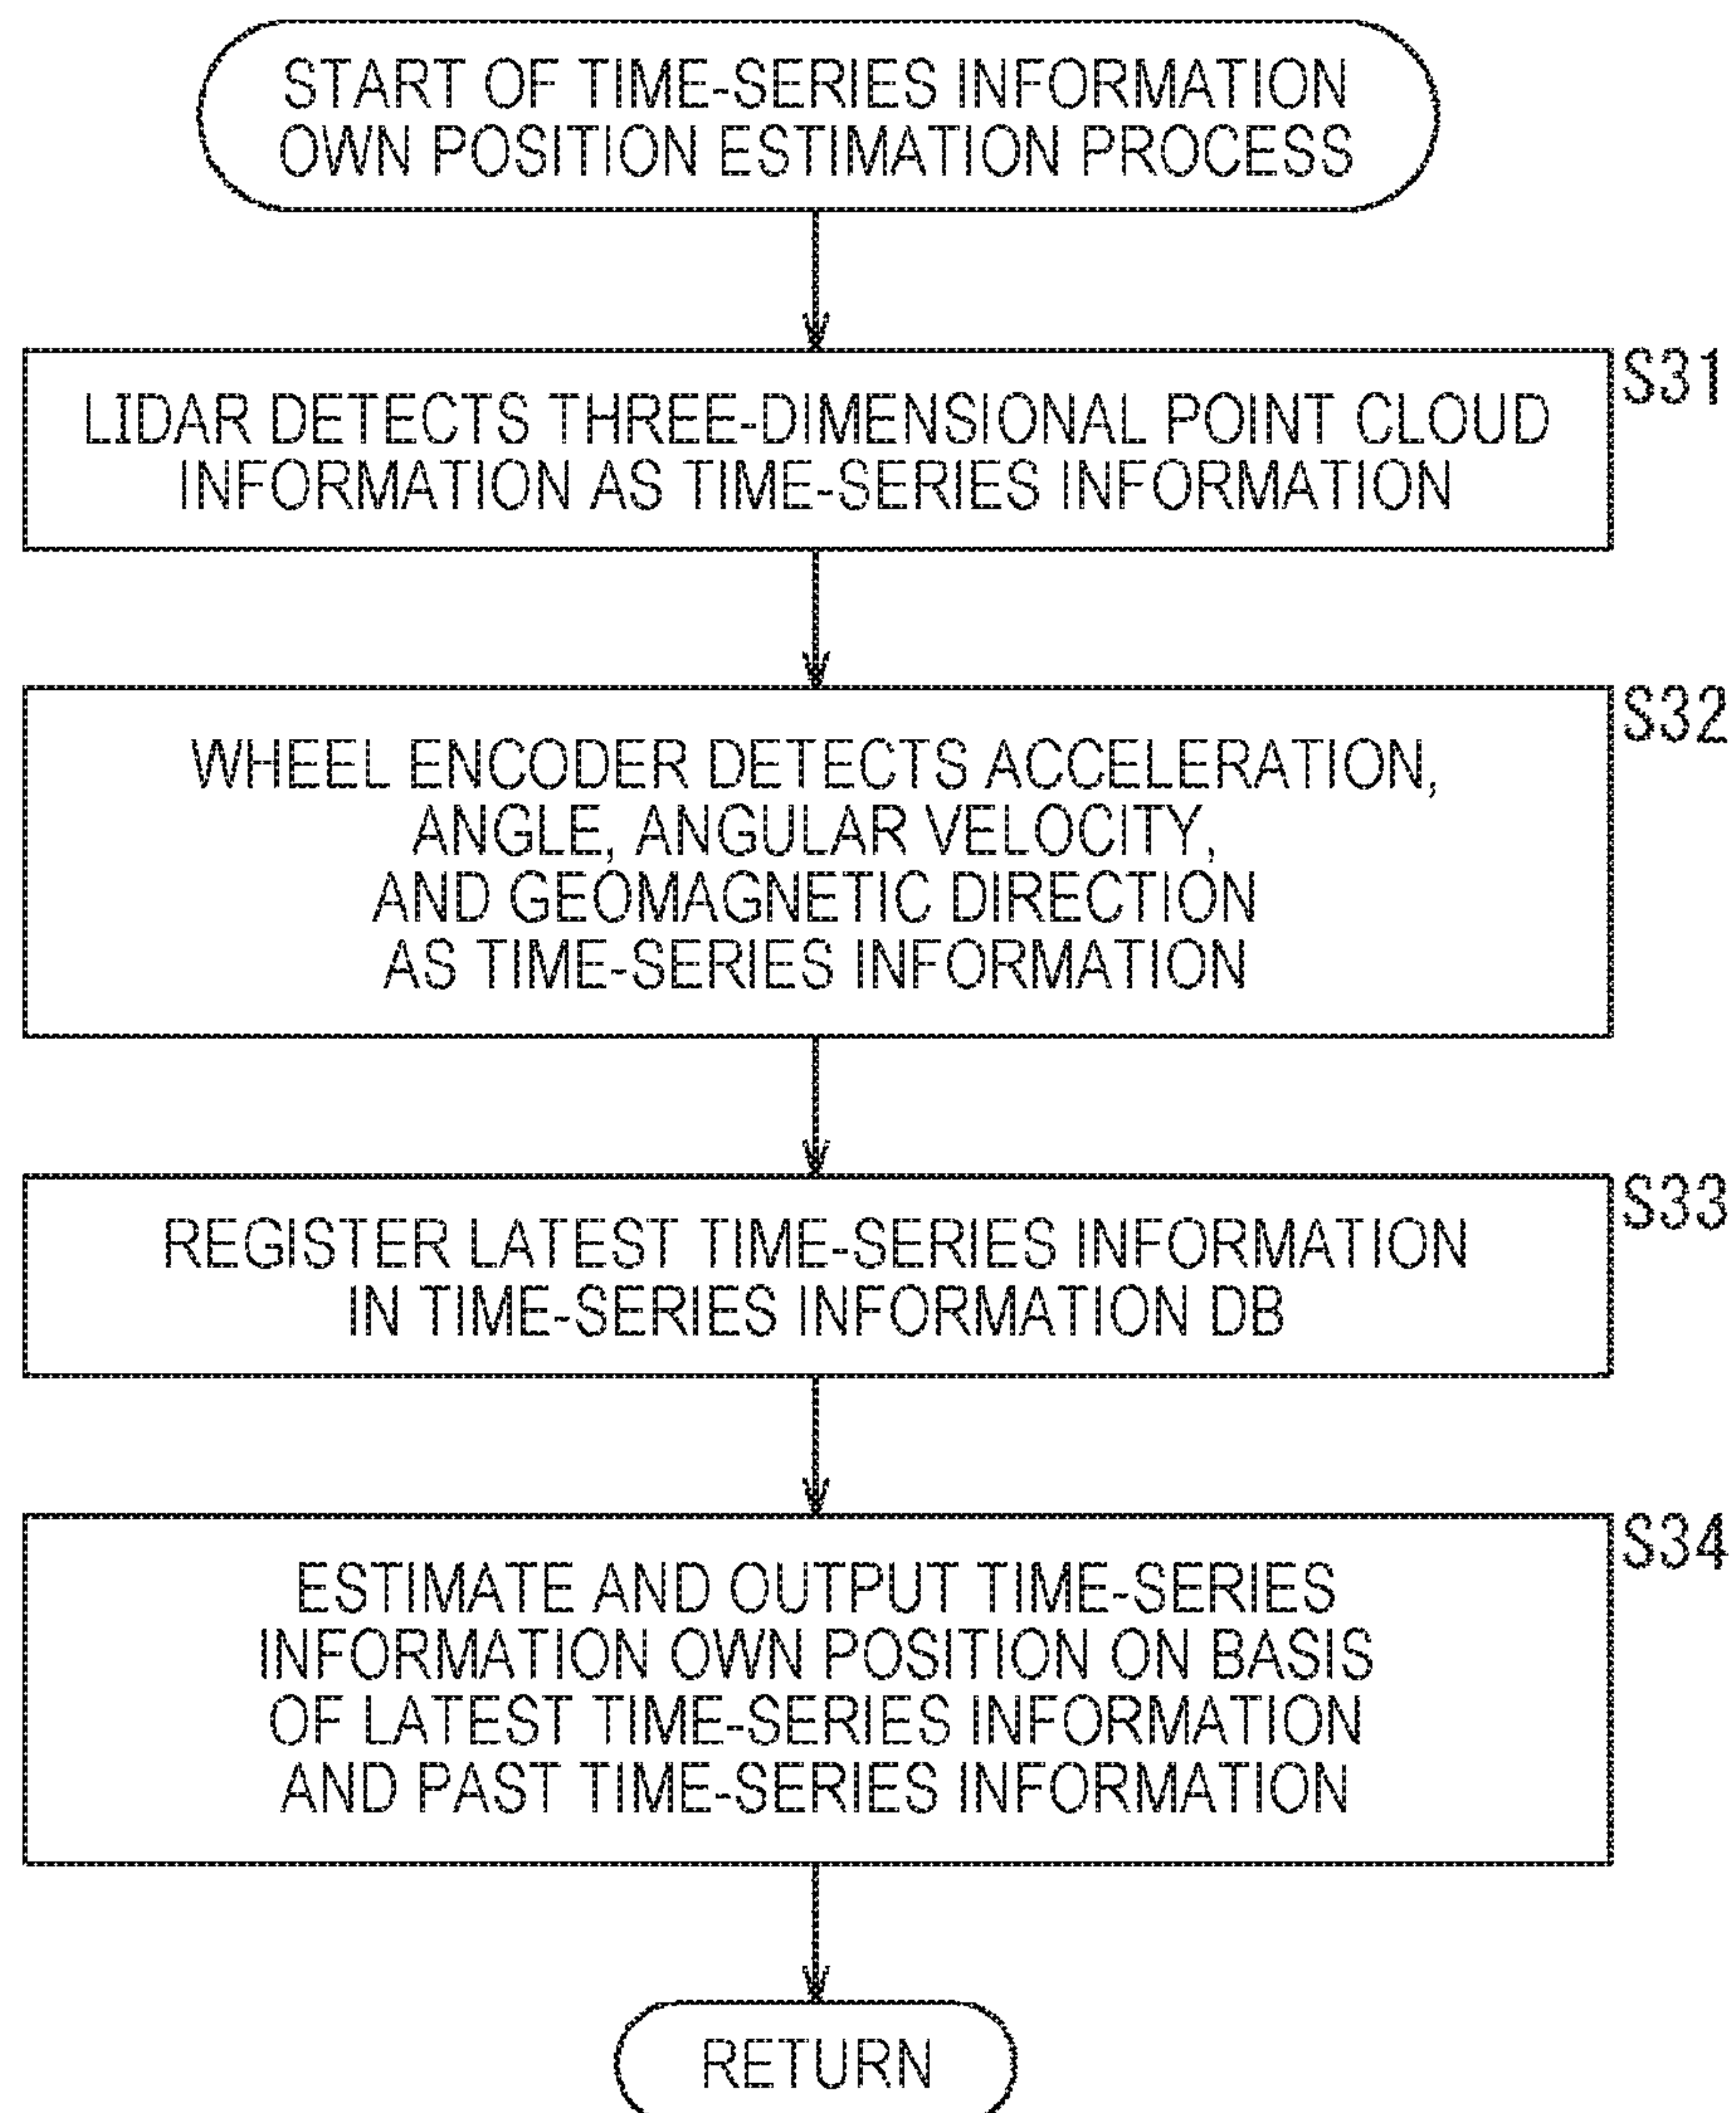 START OF TIME-SERIES INFORMATION
OWN POSITION ESTIMATION PROCESS
S31
LIDAR DETECTS THREE-DIMENSIONAL POINT CLOUD
INFORMATION AS TIME-SERIES INFORMATION
S32
WHEEL ENCODER DETECTS ACCELERATION,
ANGLE, ANGULAR VELOCITY,
AND GEOMAGNETIC DIRECTION
AS TIME-SERIES INFORMATION
S33
REGISTER LATEST TIME-SERIES INFORMATION
IN TIME-SERIES INFORMATION DB
S34
ESTIMATE AND OUTPUT TIME-SERIES
INFORMATION OWN POSITION ON BASIS
OF LATEST TIME-SERIES INFORMATION
AND PAST TIME-SERIES INFORMATION
RETURN